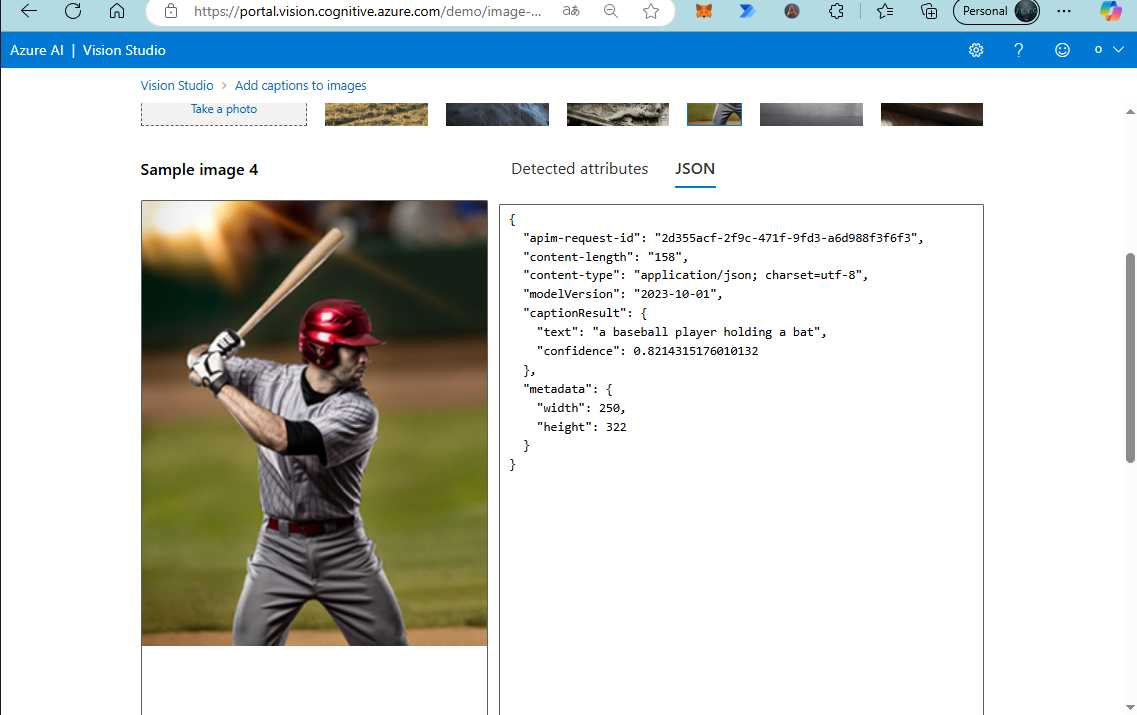 https://portal.vision.cognitive.azure.com/demo/image-...
Personal
Azure AI | Vision Studio
? o
Vision Studio > Add captions to images
Take a photo
Sample image 4
Detected attributes JSON
{
"apim-request-id": "2d355acf-2f9c-471f-9fd3-a6d988f3f6f3",
"content-length": "158",
"content-type": "application/json; charset=utf-8",
"modelVersion": "2023-10-01",
"captionResult": {
"text": "a baseball player holding a bat",
"confidence": 0.8214315176010132
},
"metadata": {
"width": 250,
"height": 322
}
}